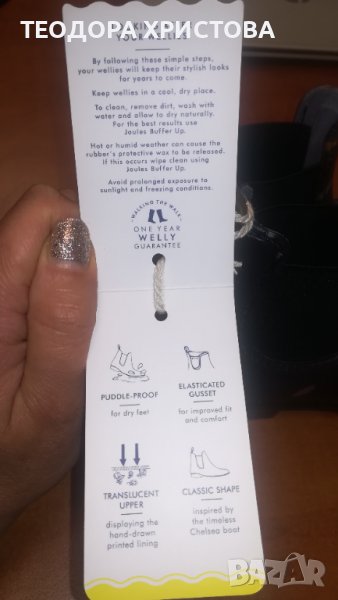 ТЕОДОРА ХРИСТОВА
By following these simple steps,
your wellies will keep their stylish looks
for years to come.
Keep wellies in a cool, dry place.
To clean, remove dirt, wash with
water and allow to dry naturally.
For the best results use
Joules Buffer Up.
Hot or humid weather can cause the
rubber's protective wax to be released.
If this occurs wipe clean using
Joules Buffer Up.
Avoid prolonged exposure to
sunlight and freezing conditions.
WALKING THE WALK
ONE YEAR
WELLY
GUARANTEE
PUDDLE-PROOF
for dry feet
ELASTICATED
GUSSET
for improved fit
and comfort
TRANSLUCENT
UPPER
displaying the
hand-drawn
printed lining
CLASSIC SHAPE
inspired by
the timeless
Chelsea boot
BAZAR
bg